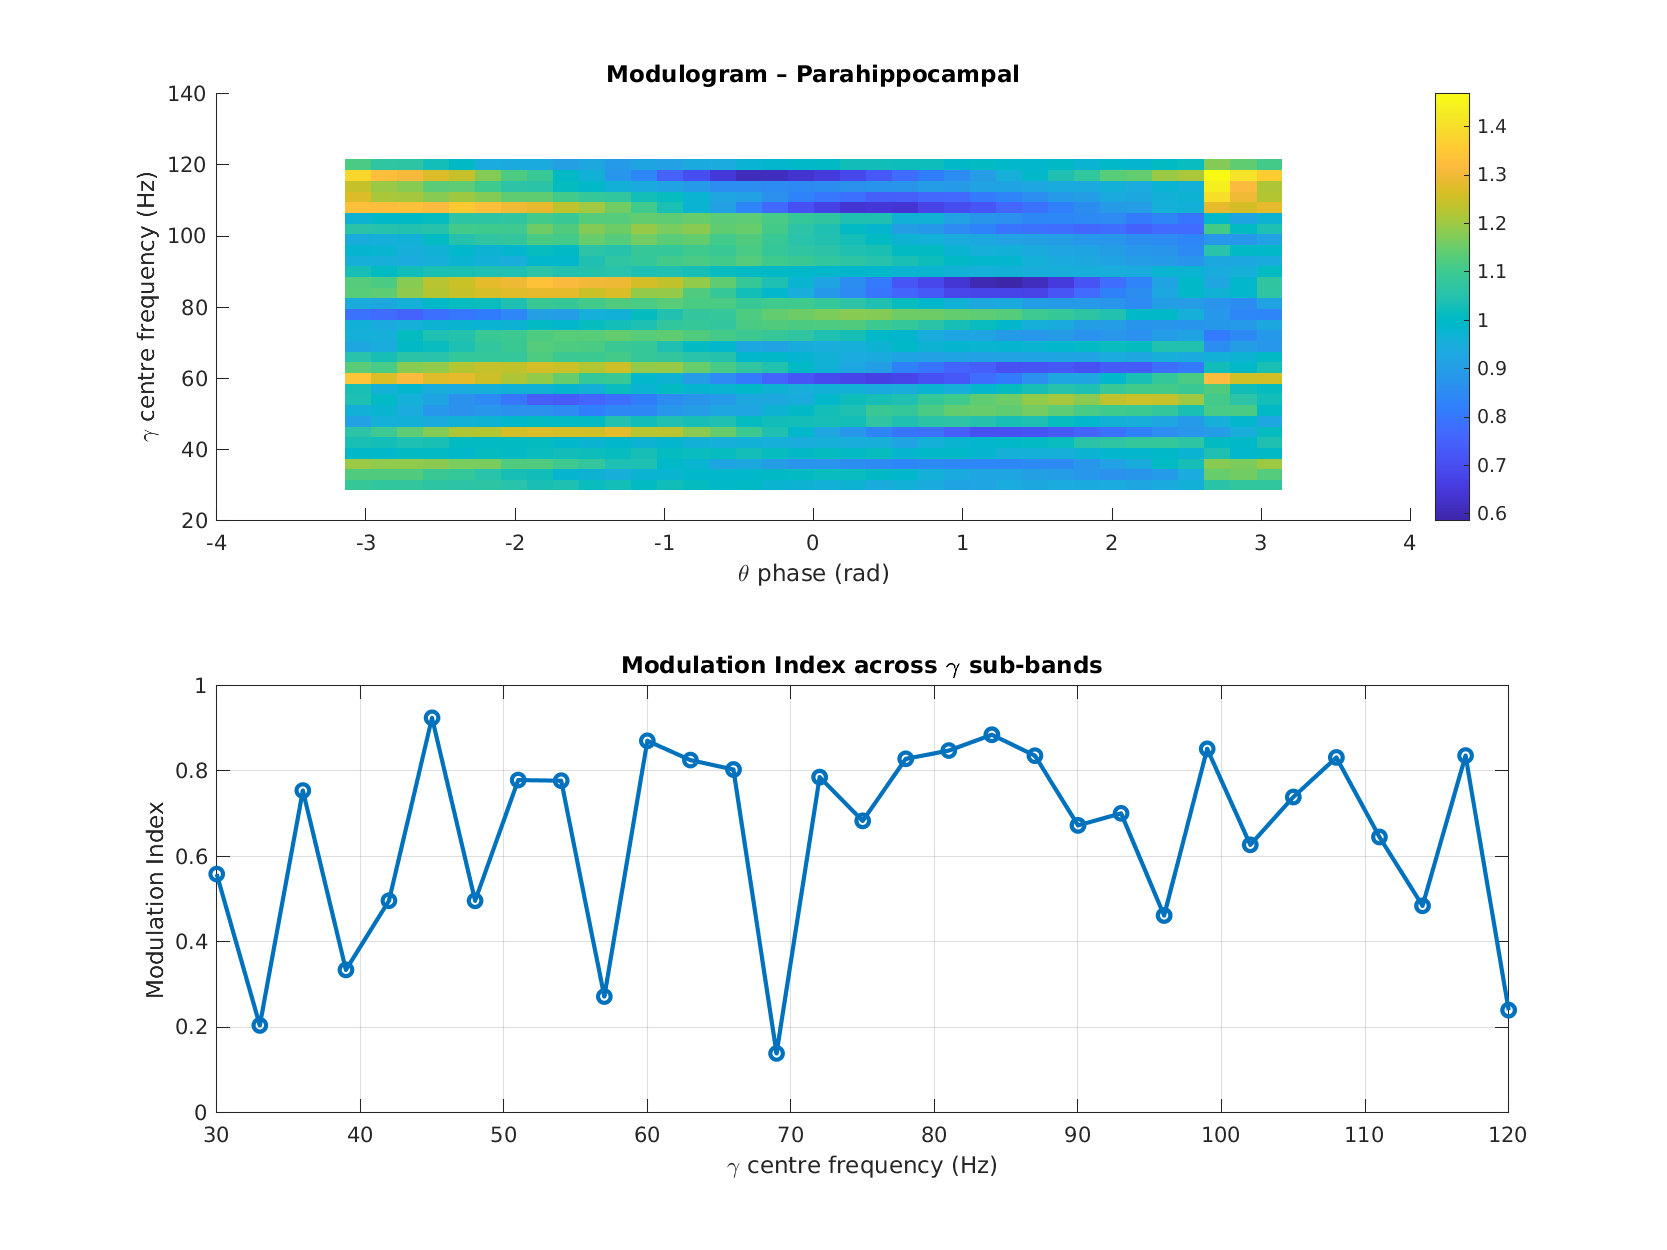 Modulogram – Parahippocampal
140
120
100
80
60
40
20
γ centre frequency (Hz)
-4 -3 -2 -1 0 1 2 3 4
θ phase (rad)
1.4
1.3
1.2
1.1
1
0.9
0.8
0.7
0.6
Modulation Index across γ sub-bands
1
0.8
0.6
0.4
0.2
0
Modulation Index
30 40 50 60 70 80 90 100 110 120
γ centre frequency (Hz)